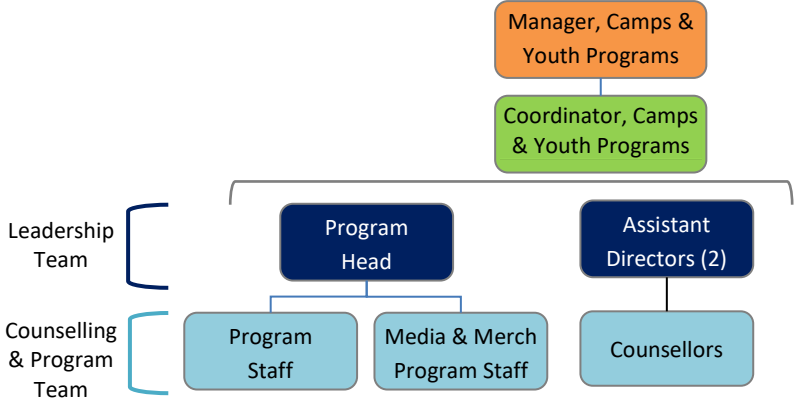 Manager, Camps &
Youth Programs
Coordinator, Camps
& Youth Programs
Leadership
Team
Program
Head
Assistant
Directors (2)
Counselling
& Program
Team
Program
Staff
Media & Merch
Program Staff
Counsellors